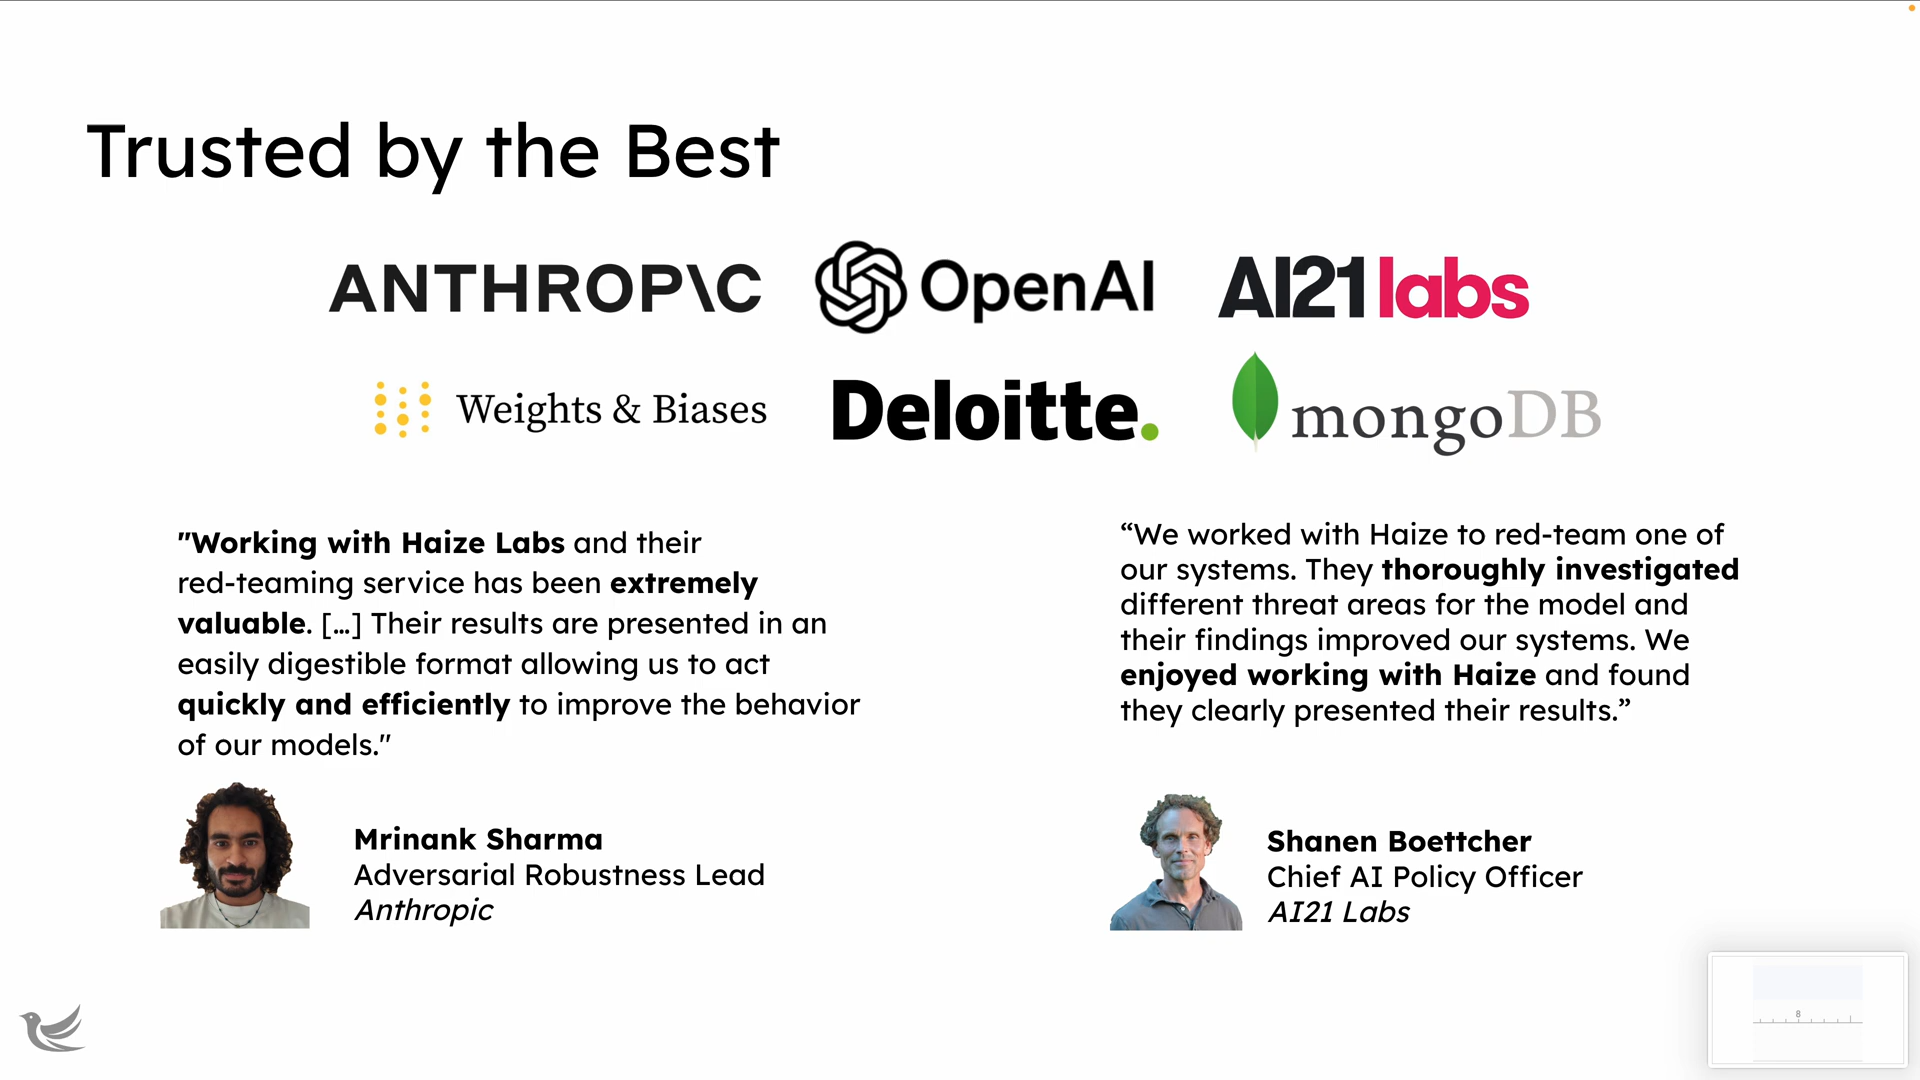 Trusted by the Best
ANTHROP\C
OpenAI
AI21 labs
Weights & Biases
Deloitte.
mongoDB
"Working with Haize Labs and their
red-teaming service has been extremely
valuable. [...] Their results are presented in an
easily digestible format allowing us to act
quickly and efficiently to improve the behavior
of our models."
Mrinank Sharma
Adversarial Robustness Lead
Anthropic
“We worked with Haize to red-team one of
our systems. They thoroughly investigated
different threat areas for the model and
their findings improved our systems. We
enjoyed working with Haize and found
they clearly presented their results.”
Shanen Boettcher
Chief AI Policy Officer
AI21 Labs
8